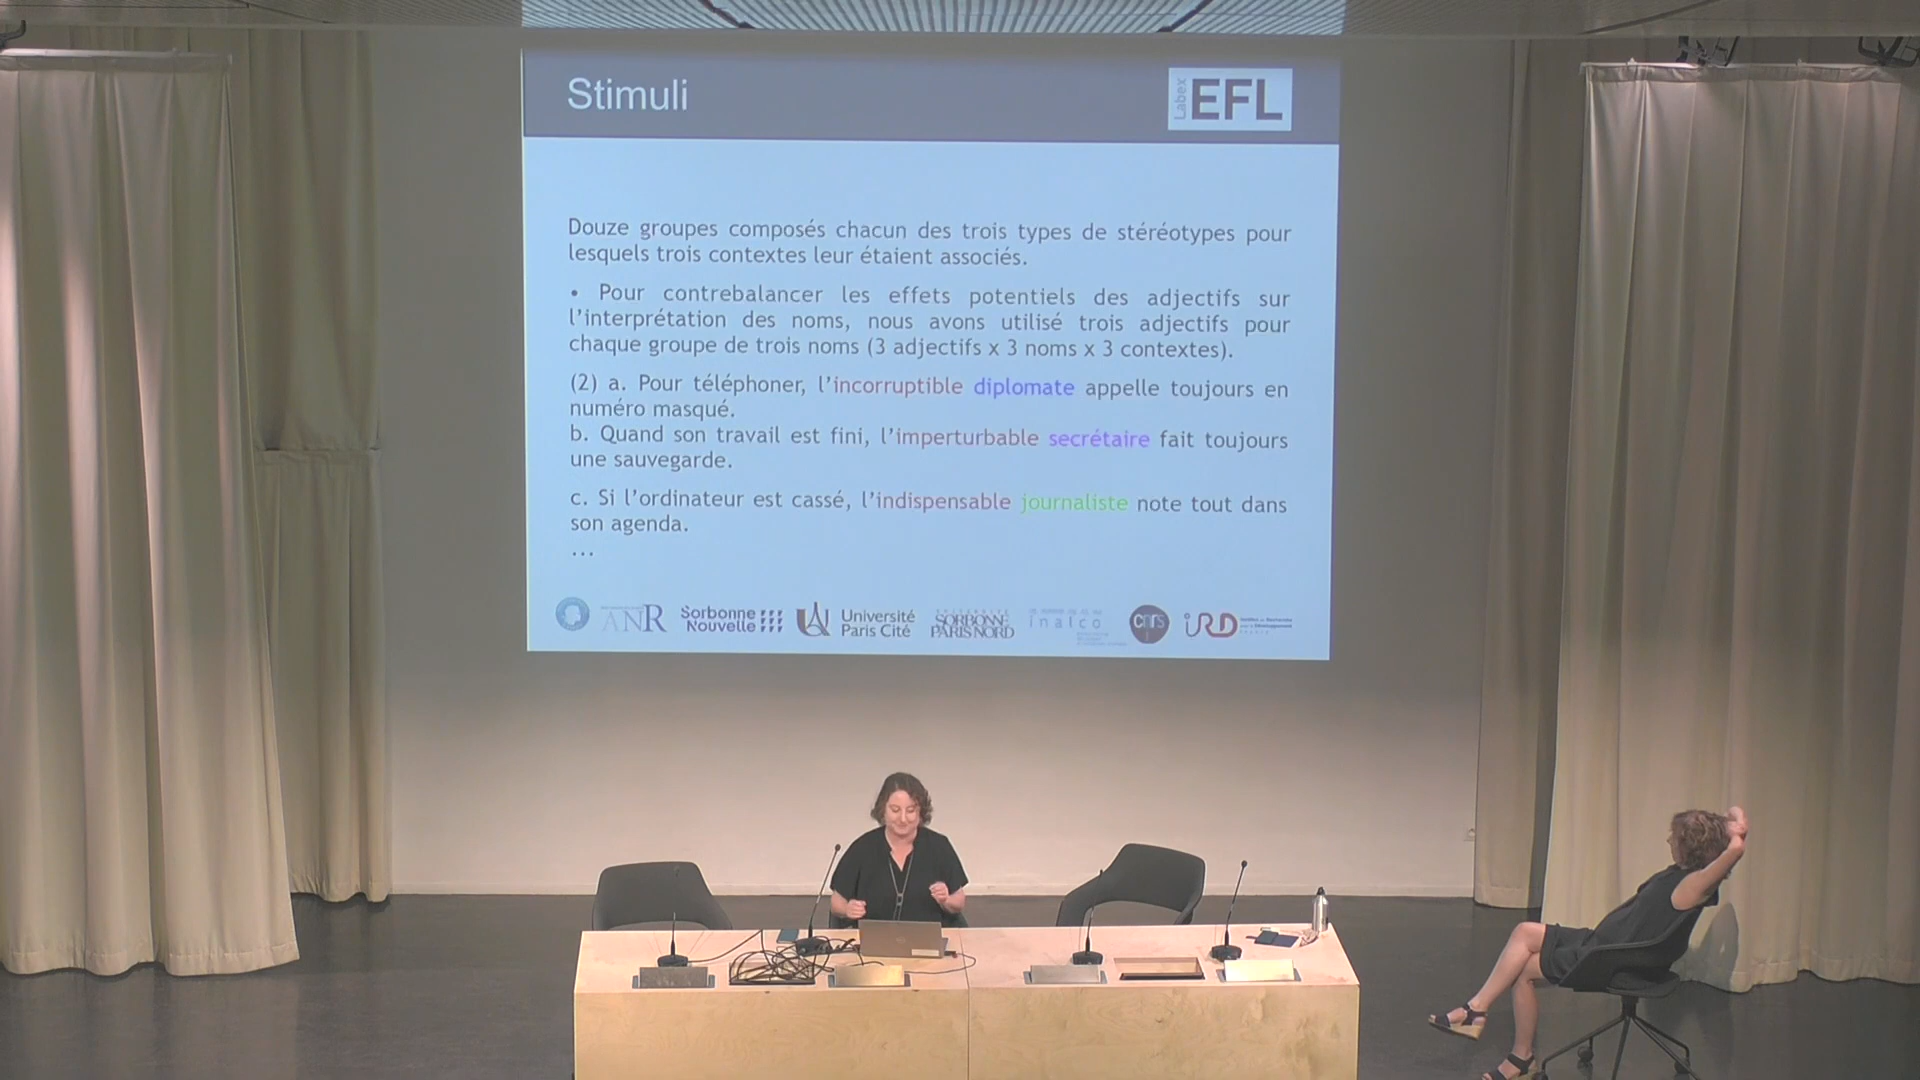 Stimuli
Labex EFL
Douze groupes composés chacun des trois types de stéréotypes pour
lesquels trois contextes leur étaient associés.
• Pour contrebalancer les effets potentiels des adjectifs sur
l'interprétation des noms, nous avons utilisé trois adjectifs pour
chaque groupe de trois noms (3 adjectifs x 3 noms x 3 contextes).
(2) a. Pour téléphoner, l'incorruptible diplomate appelle toujours en
numéro masqué.
b. Quand son travail est fini, l'imperturbable secrétaire fait toujours
une sauvegarde.
c. Si l'ordinateur est cassé, l'indispensable journaliste note tout dans
son agenda.
...
ANR
Sorbonne
Nouvelle
Université
Paris Cité
SORBONNE
PARIS NORD
inalco
cnrs
IRD